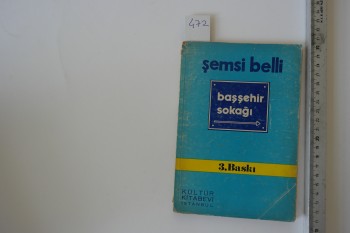 472
şemsi belli
başşehir
sokağı
3. Baskı
KÜLTÜR
KİTABEVİ
İSTANBUL